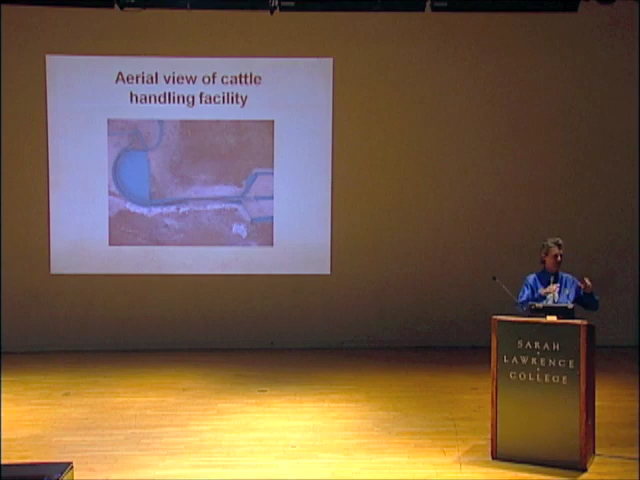 Aerial view of cattle
handling facility
SARAH
LAWRENCE
COLLEGE